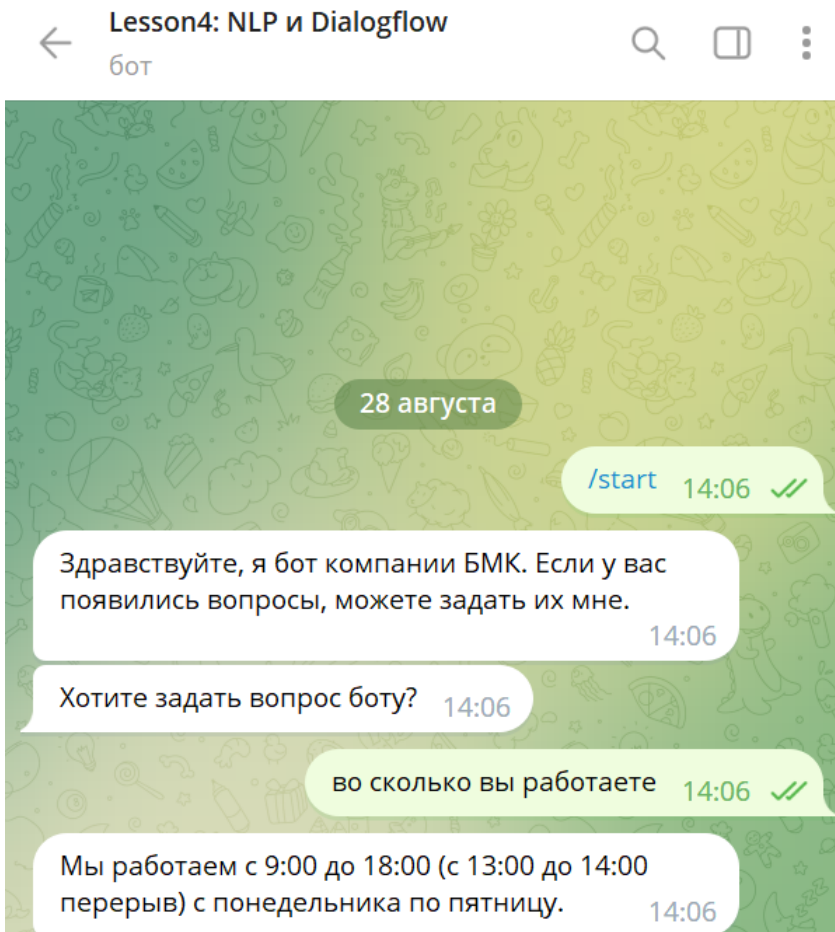 Lesson4: NLP и Dialogflow
бот
28 августа
/start 14:06
Здравствуйте, я бот компании БМК. Если у вас
появились вопросы, можете задать их мне.
14:06
Хотите задать вопрос боту? 14:06
во сколько вы работаете 14:06
Мы работаем с 9:00 до 18:00 (с 13:00 до 14:00
перерыв) с понедельника по пятницу.
14:06